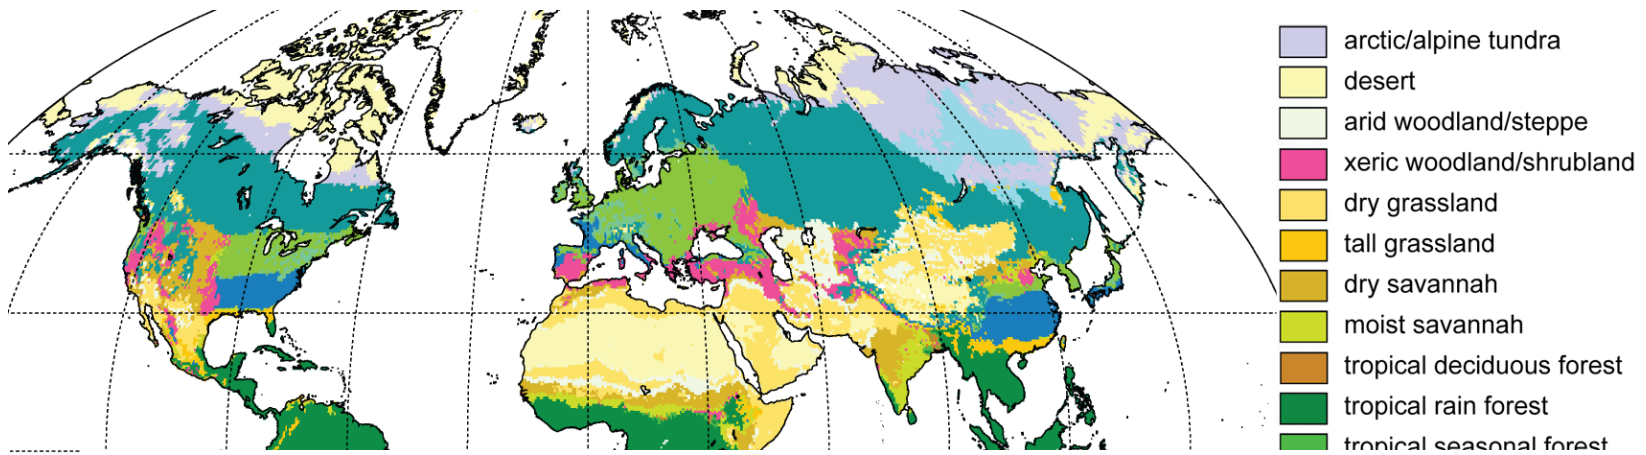 arctic/alpine tundra
desert
arid woodland/steppe
xeric woodland/shrubland
dry grassland
tall grassland
dry savannah
moist savannah
tropical deciduous forest
tropical rain forest
tropical seasonal forest